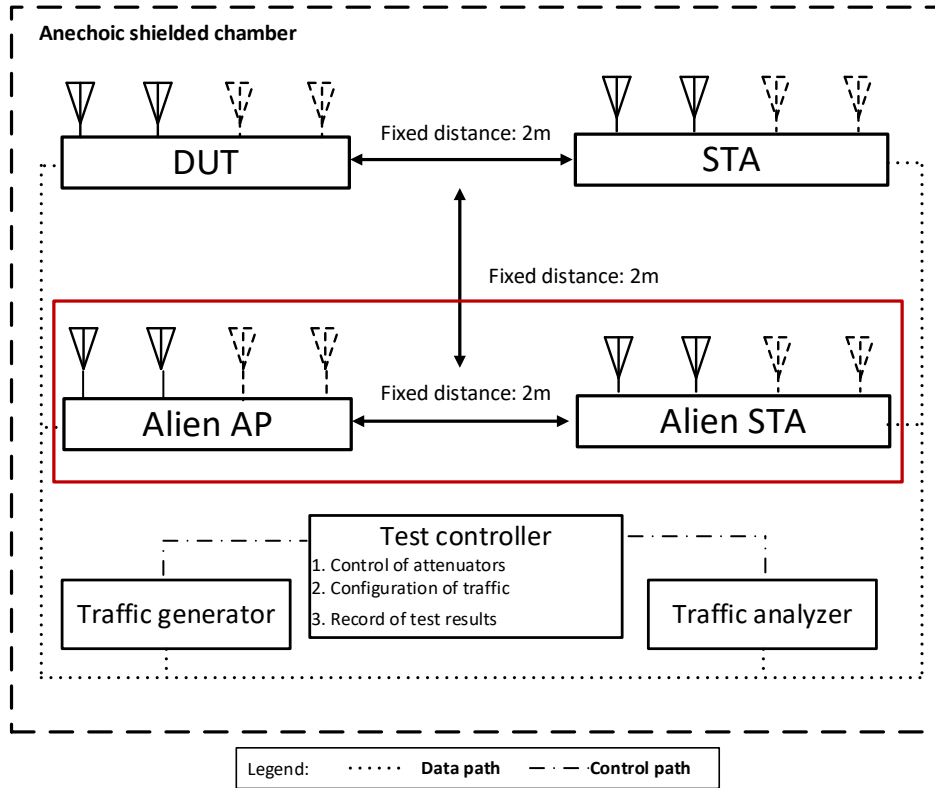 Anechoic shielded chamber
Fixed distance: 2m
DUT
STA
Fixed distance: 2m
Fixed distance: 2m
Alien AP
Alien STA
Test controller
1. Control of attenuators
2. Configuration of traffic
3. Record of test results
Traffic generator
Traffic analyzer
Legend: Data path Control path